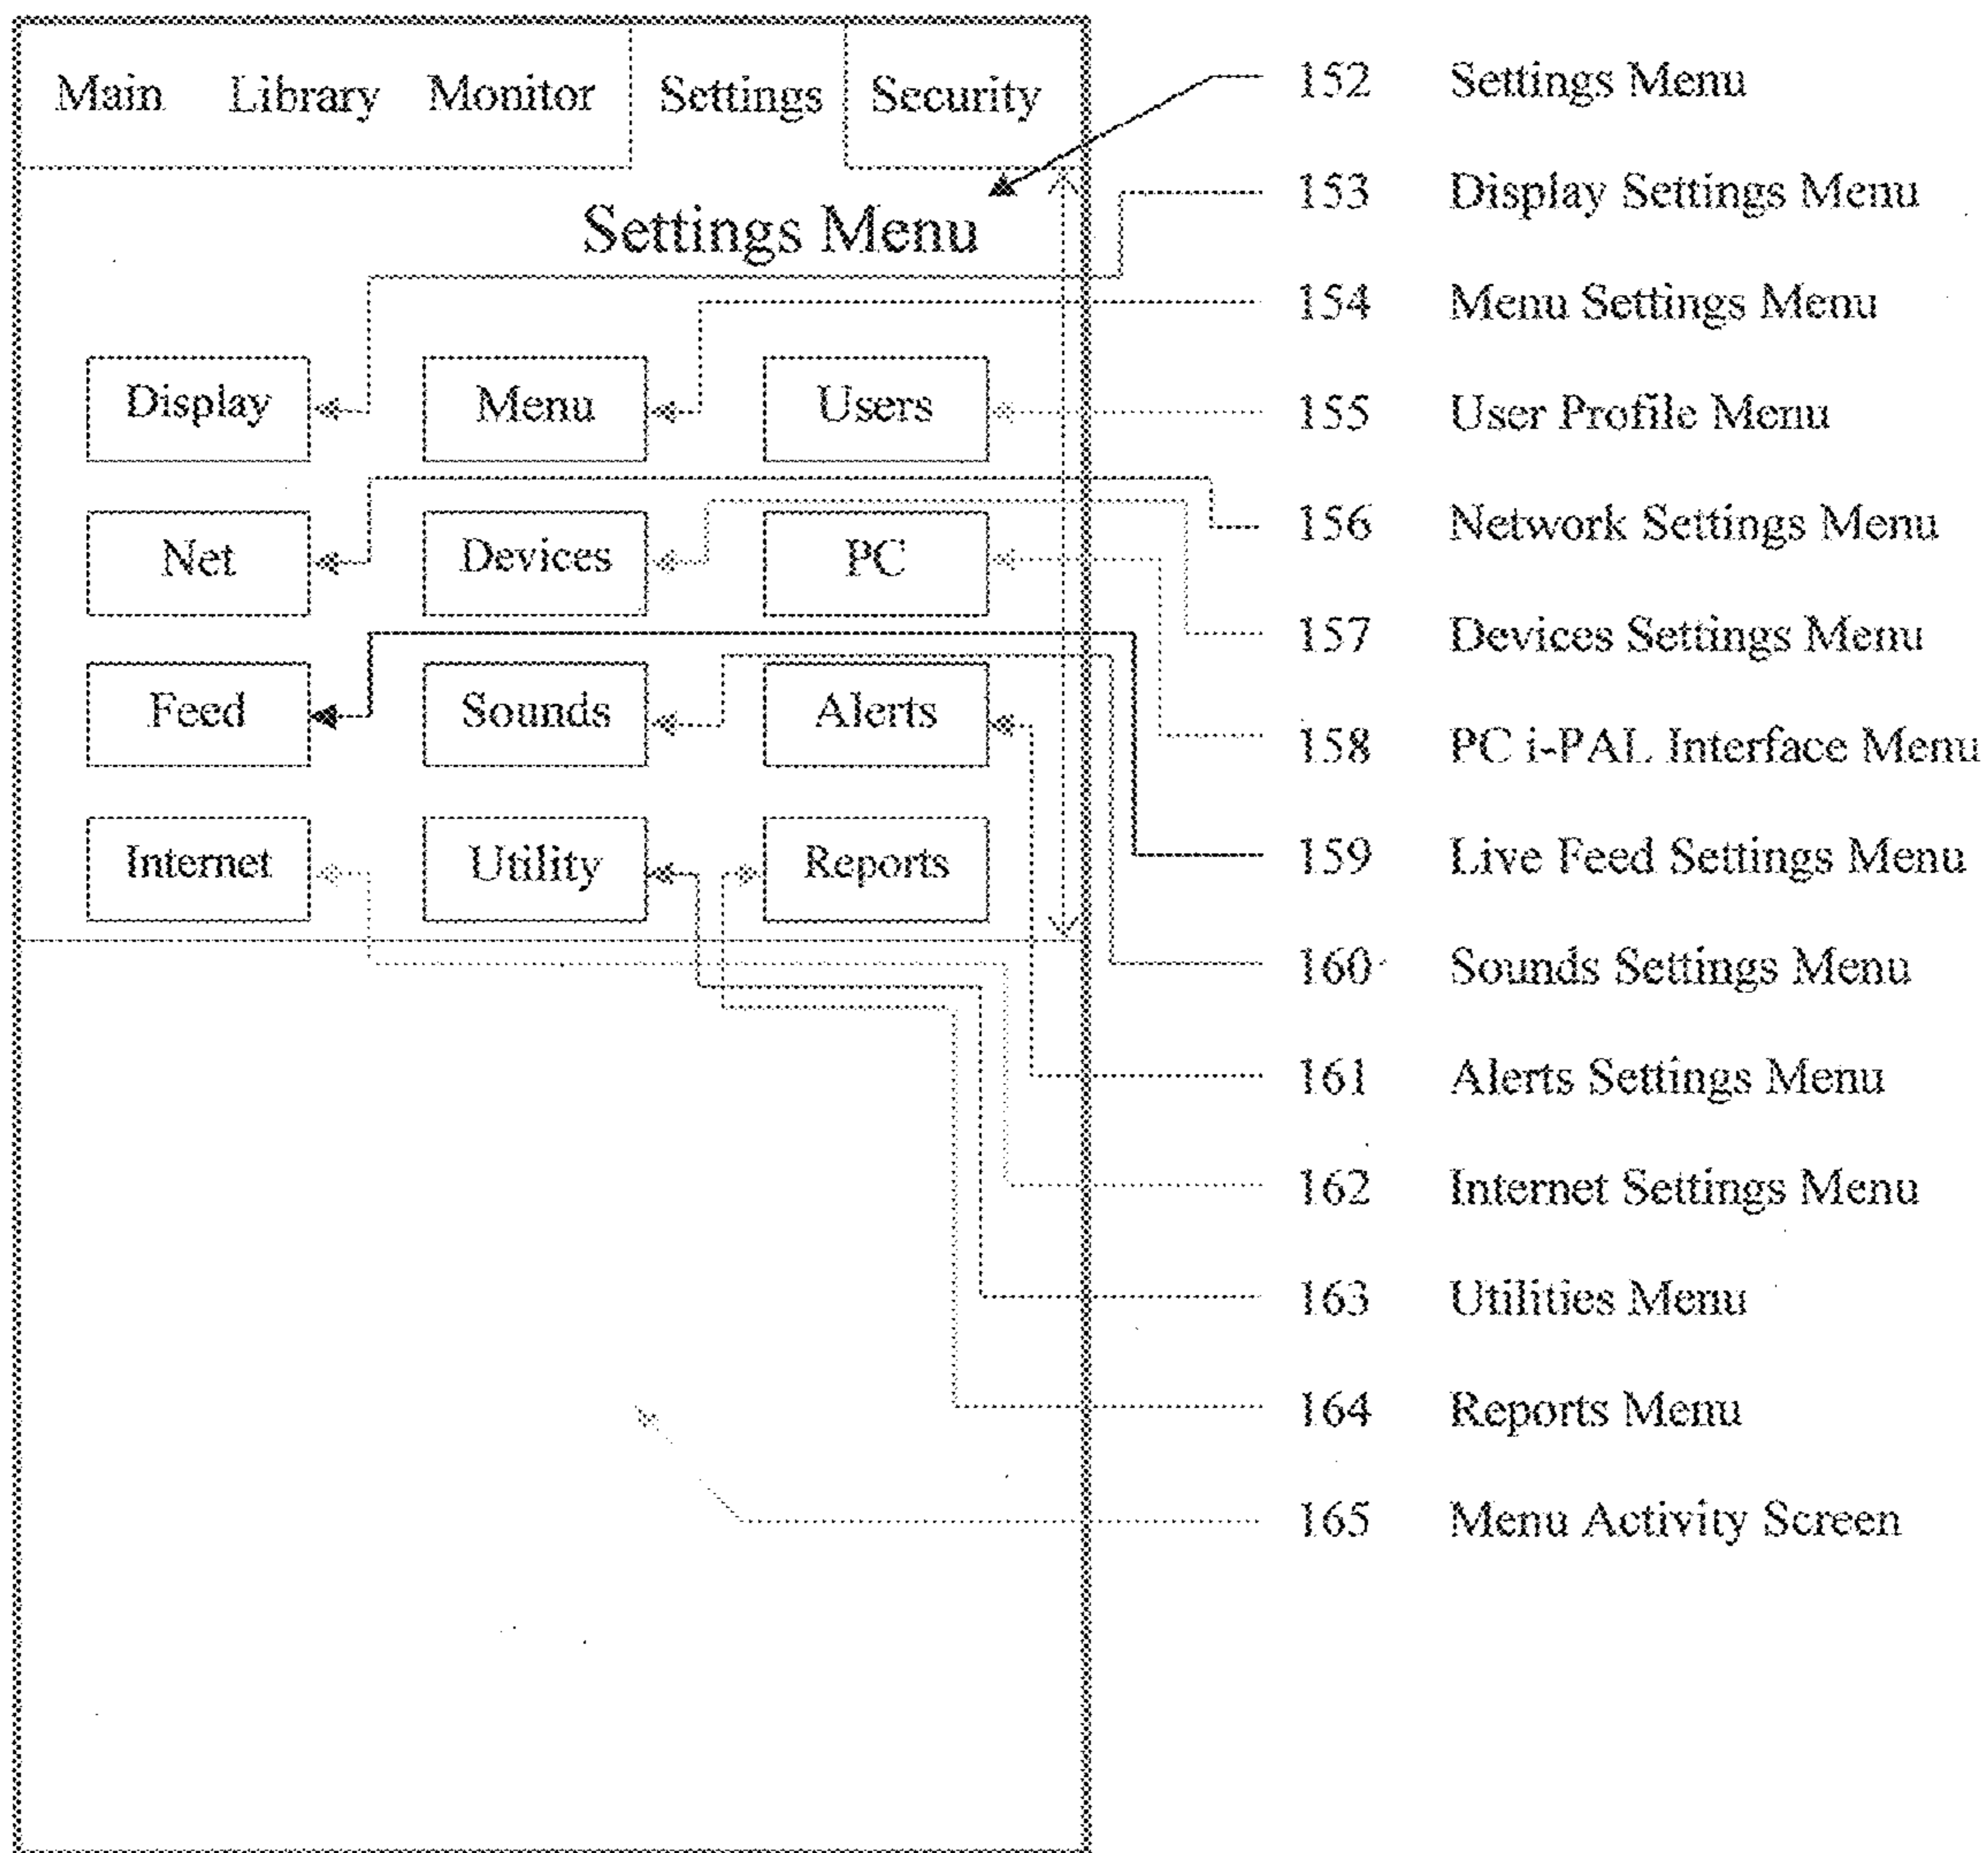 Main Library Monitor Settings Security
Settings Menu
Display Menu Users
Net Devices PC
Feed Sounds Alerts
Internet Utility Reports
152 Settings Menu
153 Display Settings Menu
154 Menu Settings Menu
155 User Profile Menu
156 Network Settings Menu
157 Devices Settings Menu
158 PC i-PAL Interface Menu
159 Live Feed Settings Menu
160 Sounds Settings Menu
161 Alerts Settings Menu
162 Internet Settings Menu
163 Utilities Menu
164 Reports Menu
165 Menu Activity Screen